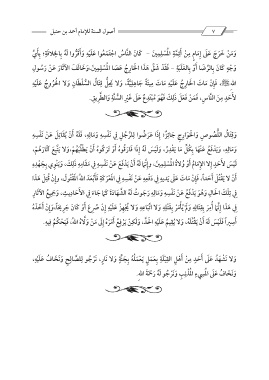 أصول السنة للإمام أحمد بن حنبل
٧
وَمَنْ خَرَجَ عَلَى إِمَامٍ مِنْ أَئِمَّةِ الْمُسْلِمِينَ - كَانَ النَّاسُ اجْتَمَعُوا عَلَيْهِ وَأَقَرُّوا لَهُ بِالْخِلَافَةِ؛ بِأَيِّ
وَجْهٍ كَانَ بِالرِّضَا أَوْ بِالْغَلَبَةِ - فَقَدْ شَقَّ هَذَا الْخَارِجُ عَصَا الْمُسْلِمِينَ، وَخَالَفَ الْآثَارَ عَنْ رَسُولِ
اللهِ ﷺ، فَإِنْ مَاتَ الْخَارِجُ عَلَيْهِ مَاتَ مِيتَةً جَاهِلِيَّةً، وَلَا يَحِلُّ قِتَالُ السُّلْطَانِ وَلَا الْخُرُوجُ عَلَيْهِ
لِأَحَدٍ مِنَ النَّاسِ، فَمَنْ فَعَلَ ذَلِكَ فَهُوَ مُبْتَدِعٌ عَلَى غَيْرِ السُّنَّةِ وَالطَّرِيقِ.
وَقِتَالُ اللُّصُوصِ وَالْخَوَارِجِ جَائِزٌ، إِذَا عَرَضُوا لِلرَّجُلِ فِي نَفْسِهِ وَمَالِهِ، فَلَهُ أَنْ يُقَاتِلَ عَنْ نَفْسِهِ
وَمَالِهِ، وَيَدْفَعَ عَنْهَا بِكُلِّ مَا يَقْدِرُ، وَلَيْسَ لَهُ إِذَا فَارَقُوهُ أَوْ تَرَكُوهُ أَنْ يَطْلُبَهُمْ، وَلَا يَتْبَعَ آثَارَهُمْ،
لَيْسَ لِأَحَدٍ إِلَّا الْإِمَامِ أَوْ وُلَاةِ الْمُسْلِمِينَ، وَإِنَّمَا لَهُ أَنْ يَدْفَعَ عَنْ نَفْسِهِ فِي مَقَامِهِ ذَلِكَ، وَيَنْوِيَ بِجُهْدِهِ
أَنْ لَا يَقْتُلَ أَحَدًا، فَإِنْ مَاتَ عَلَى يَدَيْهِ فِي دَفْعِهِ عَنْ نَفْسِهِ فِي الْمَعْرَكَةِ فَأَبْعَدَ اللهُ الْمَقْتُولَ، وَإِنْ قُتِلَ هَذَا
فِي تِلْكَ الْحَالِ وَهُوَ يَدْفَعُ عَنْ نَفْسِهِ وَمَالِهِ رَجَوْتُ لَهُ الشَّهَادَةَ كَمَا جَاءَ فِي الْأَحَادِيثِ، وَجَمِيعُ الْآثَارِ
فِي هَذَا إِنَّمَا أُمِرَ بِقِتَالِهِ وَلَمْ يُؤْمَرْ بِقَتْلِهِ وَلَا اتِّبَاعِهِ وَلَا يُجْهِزُ عَلَيْهِ إِنْ صُرِعَ أَوْ كَانَ جَرِيحًا، وَإِنْ أَخَذَهُ
أَسِيرًا فَلَيْسَ لَهُ أَنْ يَقْتُلَهُ، وَلَا يُقِيمُ عَلَيْهِ الْحَدَّ، وَلَكِنْ يَرْفَعُ أَمْرَهُ إِلَى مَنْ وَلَّاهُ اللهُ، فَيَحْكُمُ فِيهِ.
وَلَا نَشْهَدُ عَلَى أَحَدٍ مِنْ أَهْلِ الْقِبْلَةِ بِعَمَلٍ يَعْمَلُهُ بِجَنَّةٍ وَلَا نَارٍ، نَرْجُو لِلصَّالِحِ وَنَخَافُ عَلَيْهِ،
وَنَخَافُ عَلَى الْمُسِيءِ الْمُذْنِبِ وَنَرْجُو لَهُ رَحْمَةَ اللهِ.